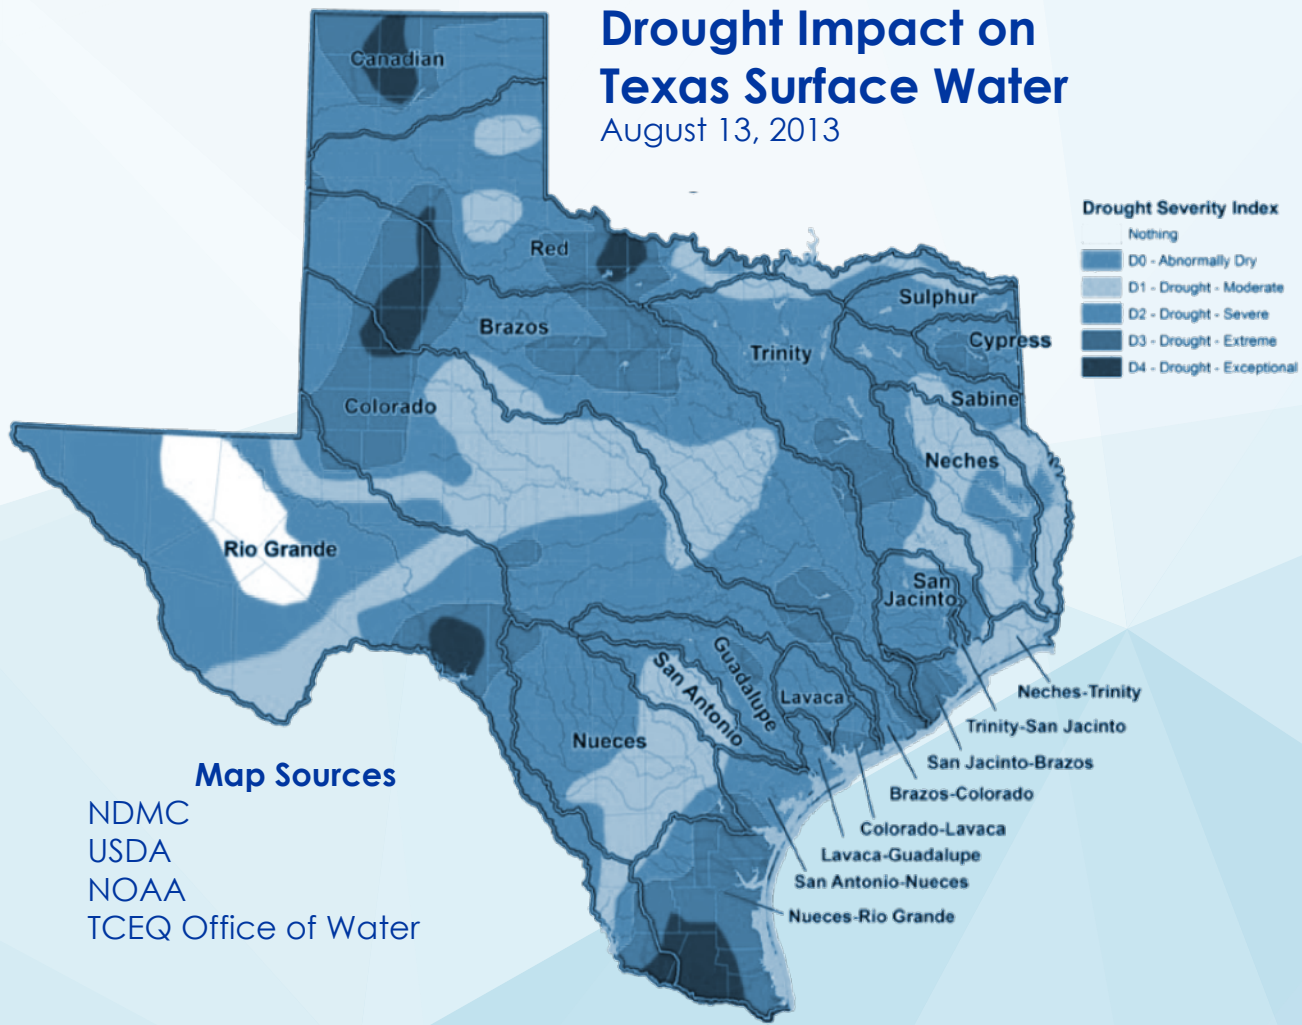 Drought Impact on
Texas Surface Water
August 13, 2013
Drought Severity Index
Nothing
D0 - Abnormally Dry
D1 - Drought - Moderate
D2 - Drought - Severe
D3 - Drought - Extreme
D4 - Drought - Exceptional
Canadian
Red
Sulphur
Brazos
Cypress
Trinity
Sabine
Colorado
Neches
Rio Grande
San
Jacinto
Guadalupe
San Antonio
Lavaca
Nueces
Neches-Trinity
Trinity-San Jacinto
San Jacinto-Brazos
Brazos-Colorado
Colorado-Lavaca
Lavaca-Guadalupe
San Antonio-Nueces
Nueces-Rio Grande
Map Sources
NDMC
USDA
NOAA
TCEQ Office of Water